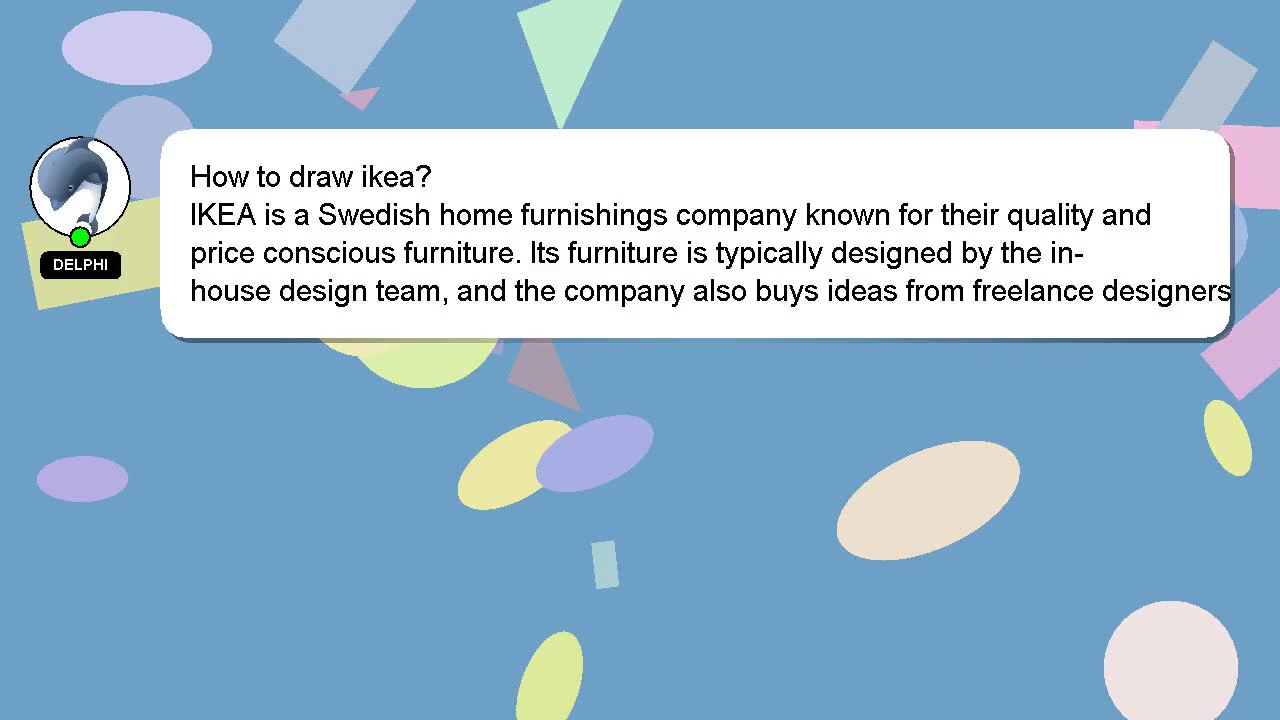 How to draw ikea?
IKEA is a Swedish home furnishings company known for their quality and
price conscious furniture. Its furniture is typically designed by the in-
house design team, and the company also buys ideas from freelance designers
DELPHI